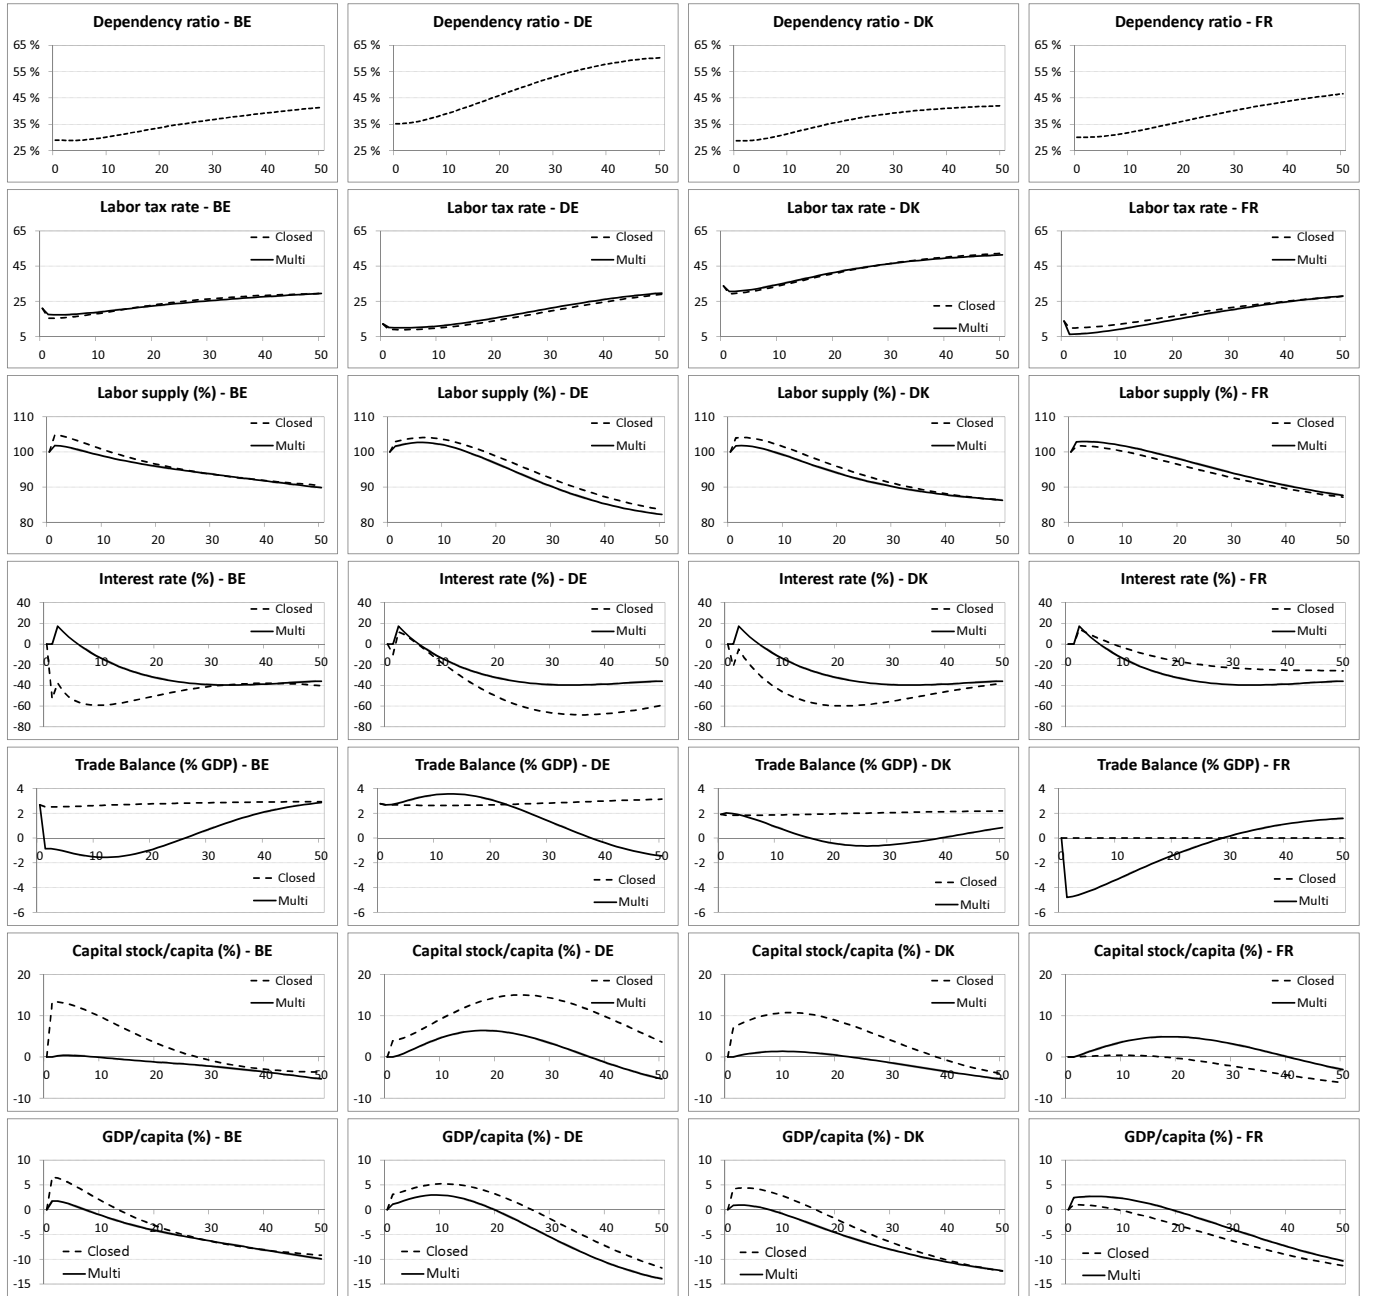 Dependency ratio - BE
65 %
55 %
45 %
35 %
25 %
0 10 20 30 40 50
Dependency ratio - DE
65 %
55 %
45 %
35 %
25 %
0 10 20 30 40 50
Dependency ratio - DK
65 %
55 %
45 %
35 %
25 %
0 10 20 30 40 50
Dependency ratio - FR
65 %
55 %
45 %
35 %
25 %
0 10 20 30 40 50
Labor tax rate - BE
65
Closed
Multi
45
25
5
0 10 20 30 40 50
Labor tax rate - DE
65
Closed
Multi
45
25
5
0 10 20 30 40 50
Labor tax rate - DK
65
45
25
Closed
Multi
5
0 10 20 30 40 50
Labor tax rate - FR
65
Closed
Multi
45
25
5
0 10 20 30 40 50
Labor supply (%) - BE
110
Closed
Multi
100
90
80
0 10 20 30 40 50
Labor supply (%) - DE
110
Closed
Multi
100
90
80
0 10 20 30 40 50
Labor supply (%) - DK
110
Closed
Multi
100
90
80
0 10 20 30 40 50
Labor supply (%) - FR
110
Closed
Multi
100
90
80
0 10 20 30 40 50
Interest rate (%) - BE
40
Closed
20
Multi
0
0 10 20 30 40 50
-20
-40
-60
-80
Interest rate (%) - DE
40
Closed
20
Multi
0
0 10 20 30 40 50
-20
-40
-60
-80
Interest rate (%) - DK
40
Closed
20
Multi
0
0 10 20 30 40 50
-20
-40
-60
-80
Interest rate (%) - FR
40
Closed
20
Multi
0
0 10 20 30 40 50
-20
-40
-60
-80
Trade Balance (% GDP) - BE
4
2
0
0 10 20 30 40 50
-2
Closed
-4
Multi
-6
Trade Balance (% GDP) - DE
4
2
0
0 10 20 30 40 50
-2
Closed
-4
Multi
-6
Trade Balance (% GDP) - DK
4
2
0
0 10 20 30 40 50
-2
Closed
-4
Multi
-6
Trade Balance (% GDP) - FR
4
2
0
0 10 20 30 40 50
-2
Closed
-4
Multi
-6
Capital stock/capita (%) - BE
20
Closed
Multi
10
0
0 10 20 30 40 50
-10
Capital stock/capita (%) - DE
20
Closed
Multi
10
0
0 10 20 30 40 50
-10
Capital stock/capita (%) - DK
20
Closed
Multi
10
0
0 10 20 30 40 50
-10
Capital stock/capita (%) - FR
20
Closed
Multi
10
0
0 10 20 30 40 50
-10
GDP/capita (%) - BE
10
5
0
0 10 20 30 40 50
-5
Closed
-10
Multi
-15
GDP/capita (%) - DE
10
5
0
0 10 20 30 40 50
-5
Closed
-10
Multi
-15
GDP/capita (%) - DK
10
5
0
0 10 20 30 40 50
-5
Closed
-10
Multi
-15
GDP/capita (%) - FR
10
5
0
0 10 20 30 40 50
-5
Closed
-10
Multi
-15